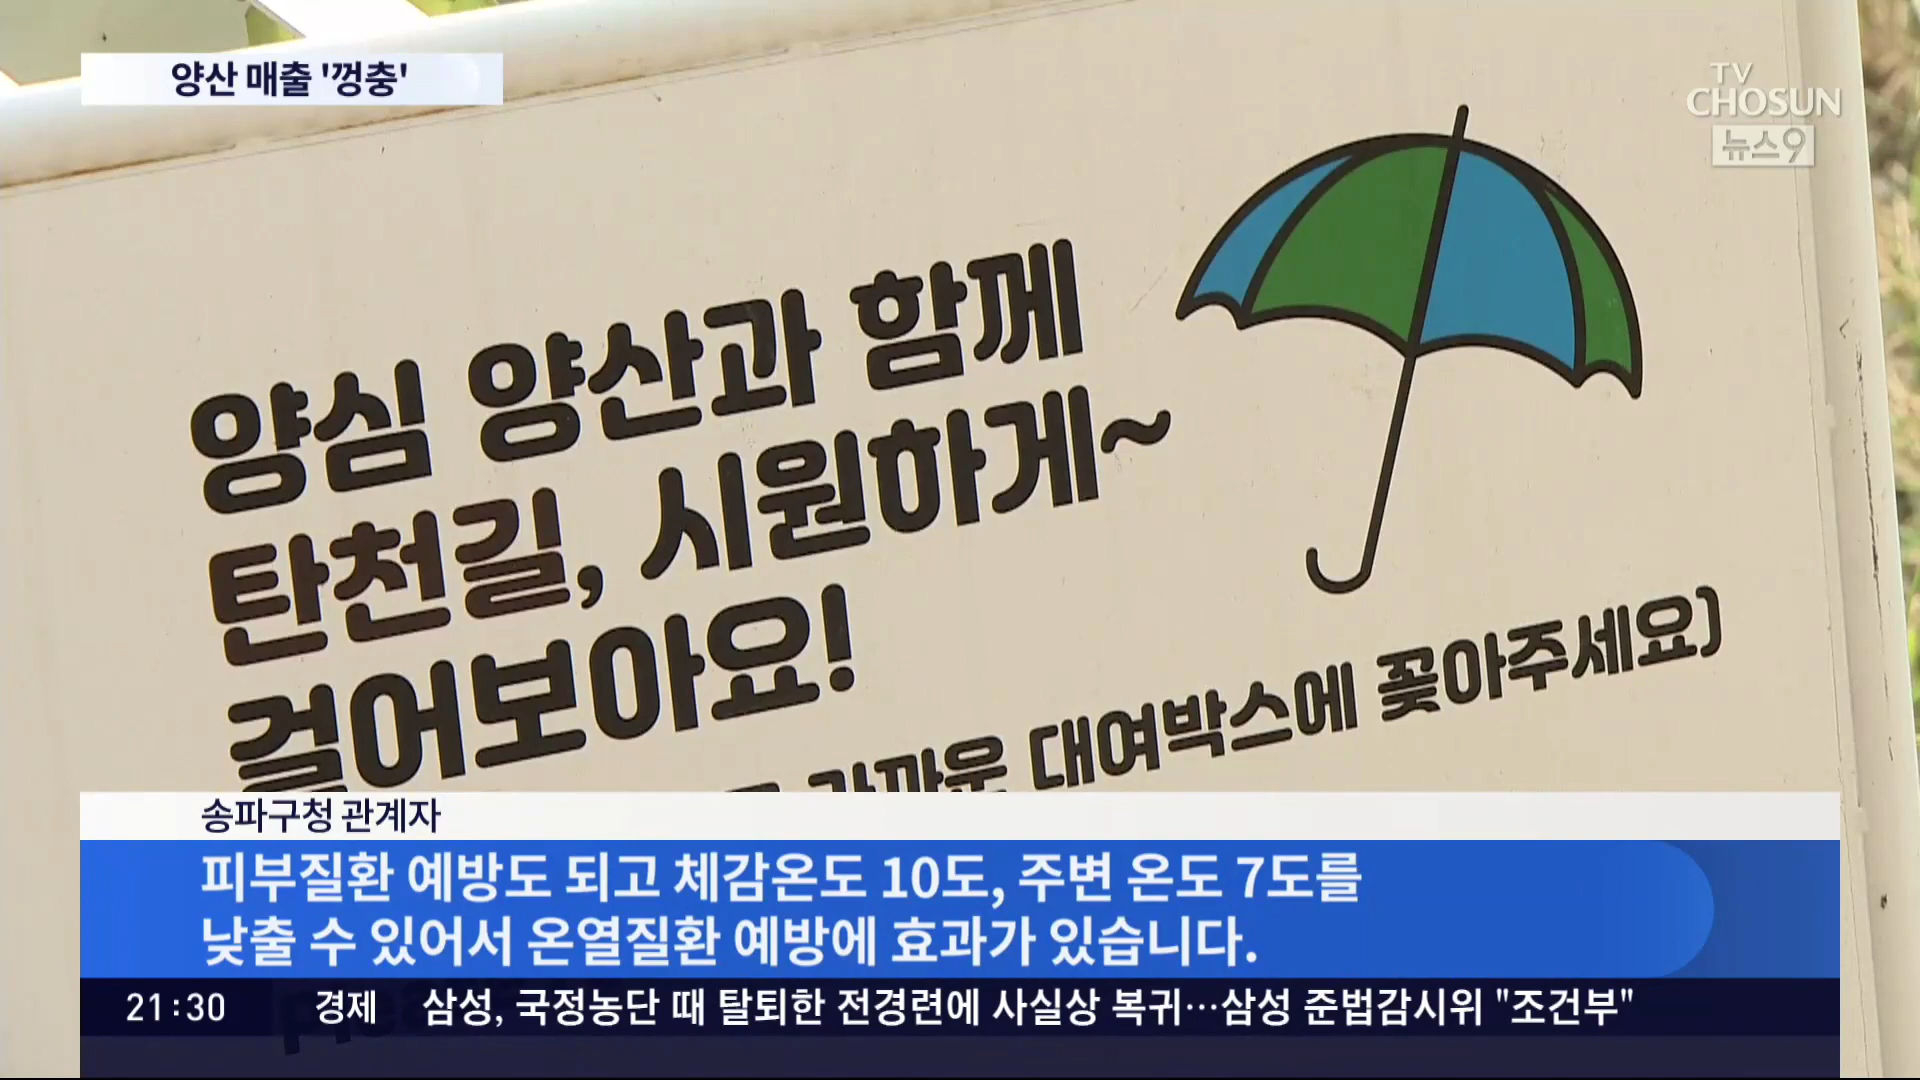 양산 매출 '껑충'
TV
CHOSUN
뉴스9
양심 양산과 함께
탄천길, 시원하게~
걸어보아요!
가까운 대여박스에 꽂아주세요)
송파구청 관계자
피부질환 예방도 되고 체감온도 10도, 주변 온도 7도를
낮출 수 있어서 온열질환 예방에 효과가 있습니다.
21:30 경제 삼성, 국정농단 때 탈퇴한 전경련에 사실상 복귀…삼성 준법감시위 "조건부"